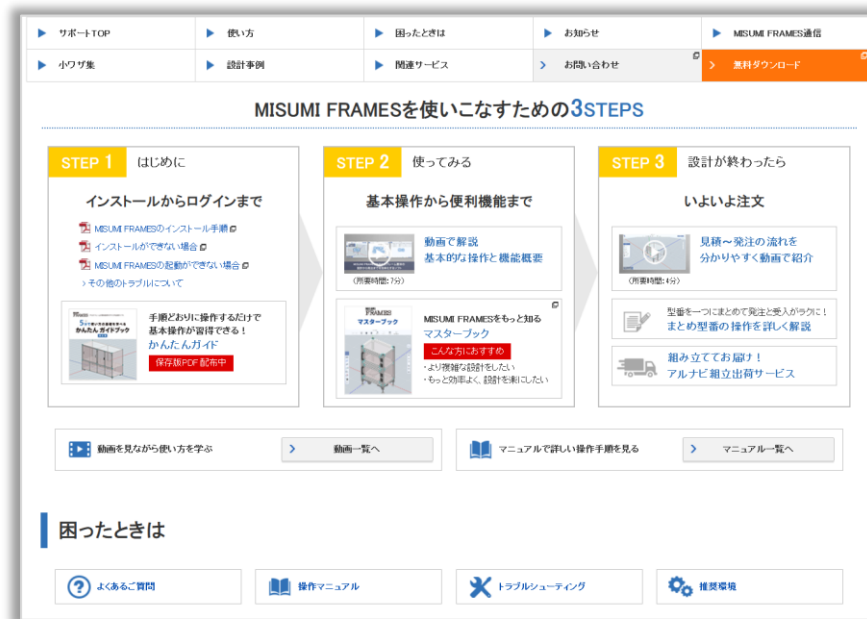 サポートTOP
使い方
困ったときは
お知らせ
MISUMI FRAMES通信
小ワザ集
設計事例
関連サービス
お問い合わせ
無料ダウンロード
MISUMI FRAMESを使いこなすための3STEPS
STEP 1 はじめに
インストールからログインまで
MISUMI FRAMESのインストール手順
インストールができない場合
MISUMI FRAMESの起動ができない場合
その他のトラブルについて
かんたん ガイドブック
手順どおりに操作するだけで
基本操作が習得できる！
かんたんガイド
保存版PDF 配布中
STEP 2 使ってみる
基本操作から便利機能まで
動画で解説
基本的な操作と機能概要
(所要時間:7分)
FRAMES
マスターブック
MISUMI FRAMESをもっと知る
マスターブック
こんな方におすすめ
・より複雑な設計をしたい
・もっと効率よく、設計を楽にしたい
STEP 3 設計が終わったら
いよいよ注文
見積～発注の流れを
分かりやすく動画で紹介
(所要時間:4分)
型番を一つにまとめて発注と受入がラクに！
まとめ型番の操作を詳しく解説
組み立ててお届け！
アルナビ組立出荷サービス
動画を見ながら使い方を学ぶ
動画一覧へ
マニュアルで詳しい操作手順を見る
マニュアル一覧へ
困ったときは
よくあるご質問
操作マニュアル
トラブルシューティング
推奨環境